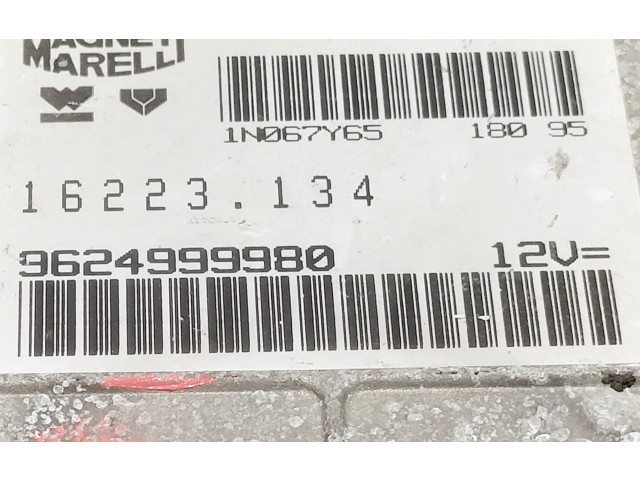 MAGNETI
MARELLI
1N067Y65 180 95
16223.134
9624999980 12V=